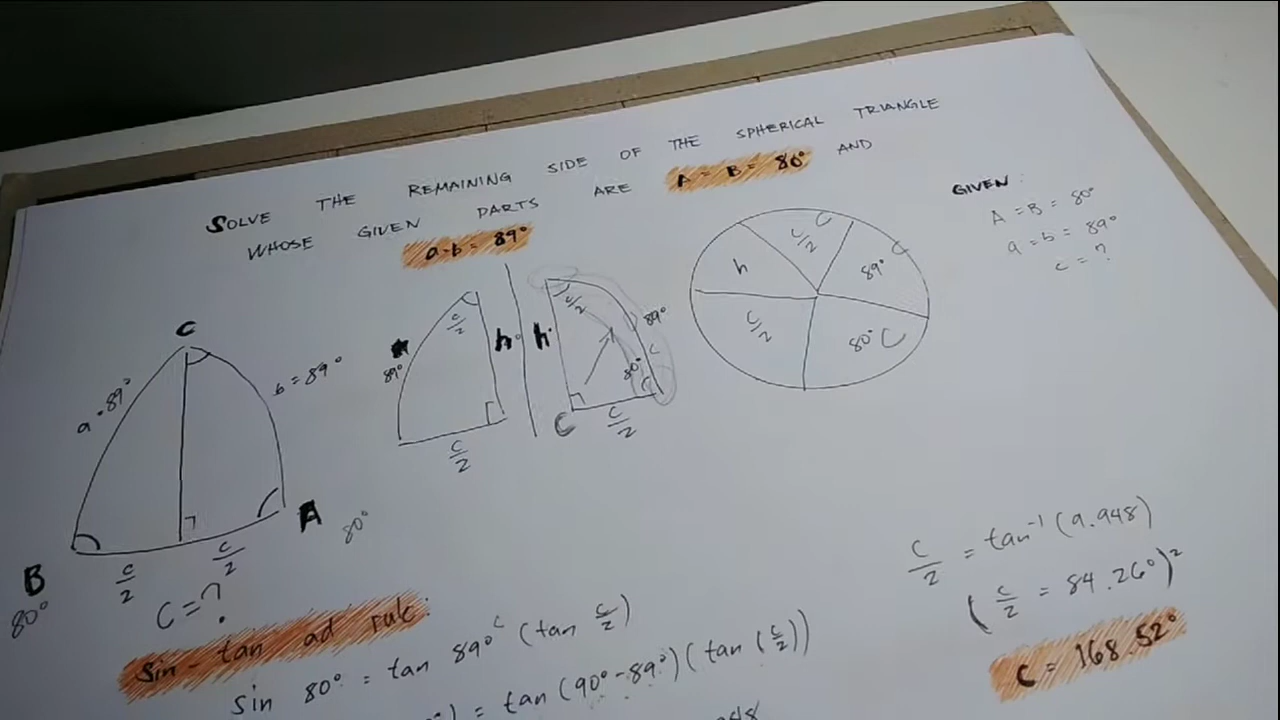 SOLVE THE REMAINING SIDE OF THE SPHERICAL TRIANGLE
WHOSE GIVEN PARTS ARE A = B = 80° AND
a=b = 89°
GIVEN:
A = B = 80°
a = b = 89°
c = ?
C
a = 89°
b = 89°
B
80°
A
80°
c/2
c/2
C = ?
89°
c/2
h
c/2
h
c/2
89°
c
80°
c
C
c/2
h
c/2 C
89° C
80° C
c/2
Sin - tan ad rule:
sin 80° = tan 89°ᶜ (tan c/2)
) = tan (90° - 89°) (tan (c/2))
c/2 = tan⁻¹ (9.948)
(c/2 = 84.26°)²
C = 168.52°